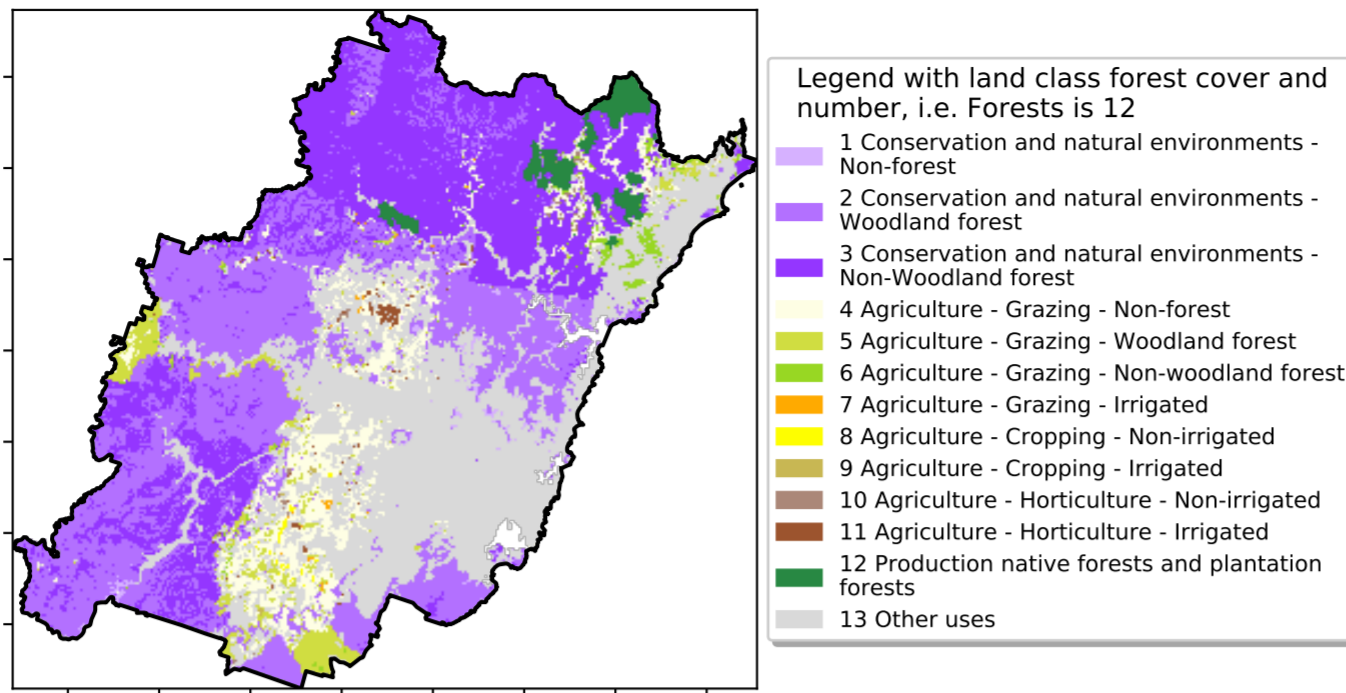 Legend with land class forest cover and
number, i.e. Forests is 12
1 Conservation and natural environments -
Non-forest
2 Conservation and natural environments -
Woodland forest
3 Conservation and natural environments -
Non-Woodland forest
4 Agriculture - Grazing - Non-forest
5 Agriculture - Grazing - Woodland forest
6 Agriculture - Grazing - Non-woodland forest
7 Agriculture - Grazing - Irrigated
8 Agriculture - Cropping - Non-irrigated
9 Agriculture - Cropping - Irrigated
10 Agriculture - Horticulture - Non-irrigated
11 Agriculture - Horticulture - Irrigated
12 Production native forests and plantation
forests
13 Other uses